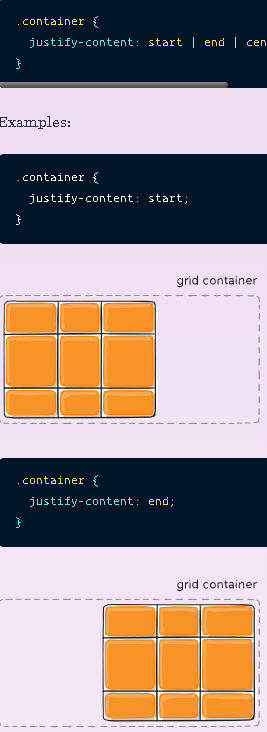 .container {
justify-content: start | end | cen
}
Examples:
.container {
justify-content: start;
}
grid container
.container {
justify-content: end;
}
grid container